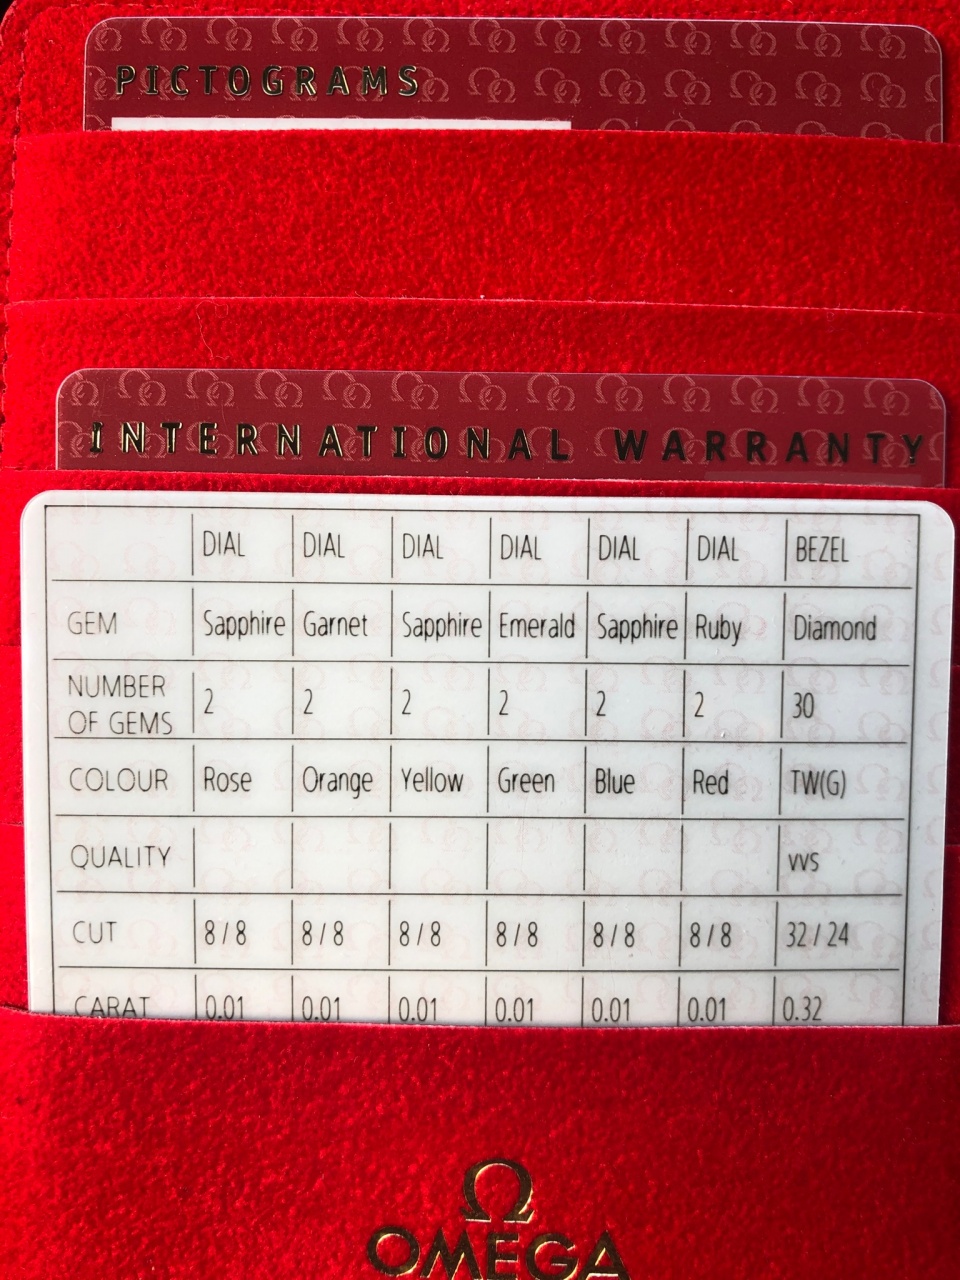 PICTOGRAMS
INTERNATIONAL WARRANTY
DIAL DIAL DIAL DIAL DIAL DIAL BEZEL
GEM Sapphire Garnet Sapphire Emerald Sapphire Ruby Diamond
NUMBER OF GEMS 2 2 2 2 2 2 30
COLOUR Rose Orange Yellow Green Blue Red TW(G)
QUALITY VVS
CUT 8/8 8/8 8/8 8/8 8/8 8/8 32/24
CARAT 0.01 0.01 0.01 0.01 0.01 0.01 0.32
Ω
OMEGA